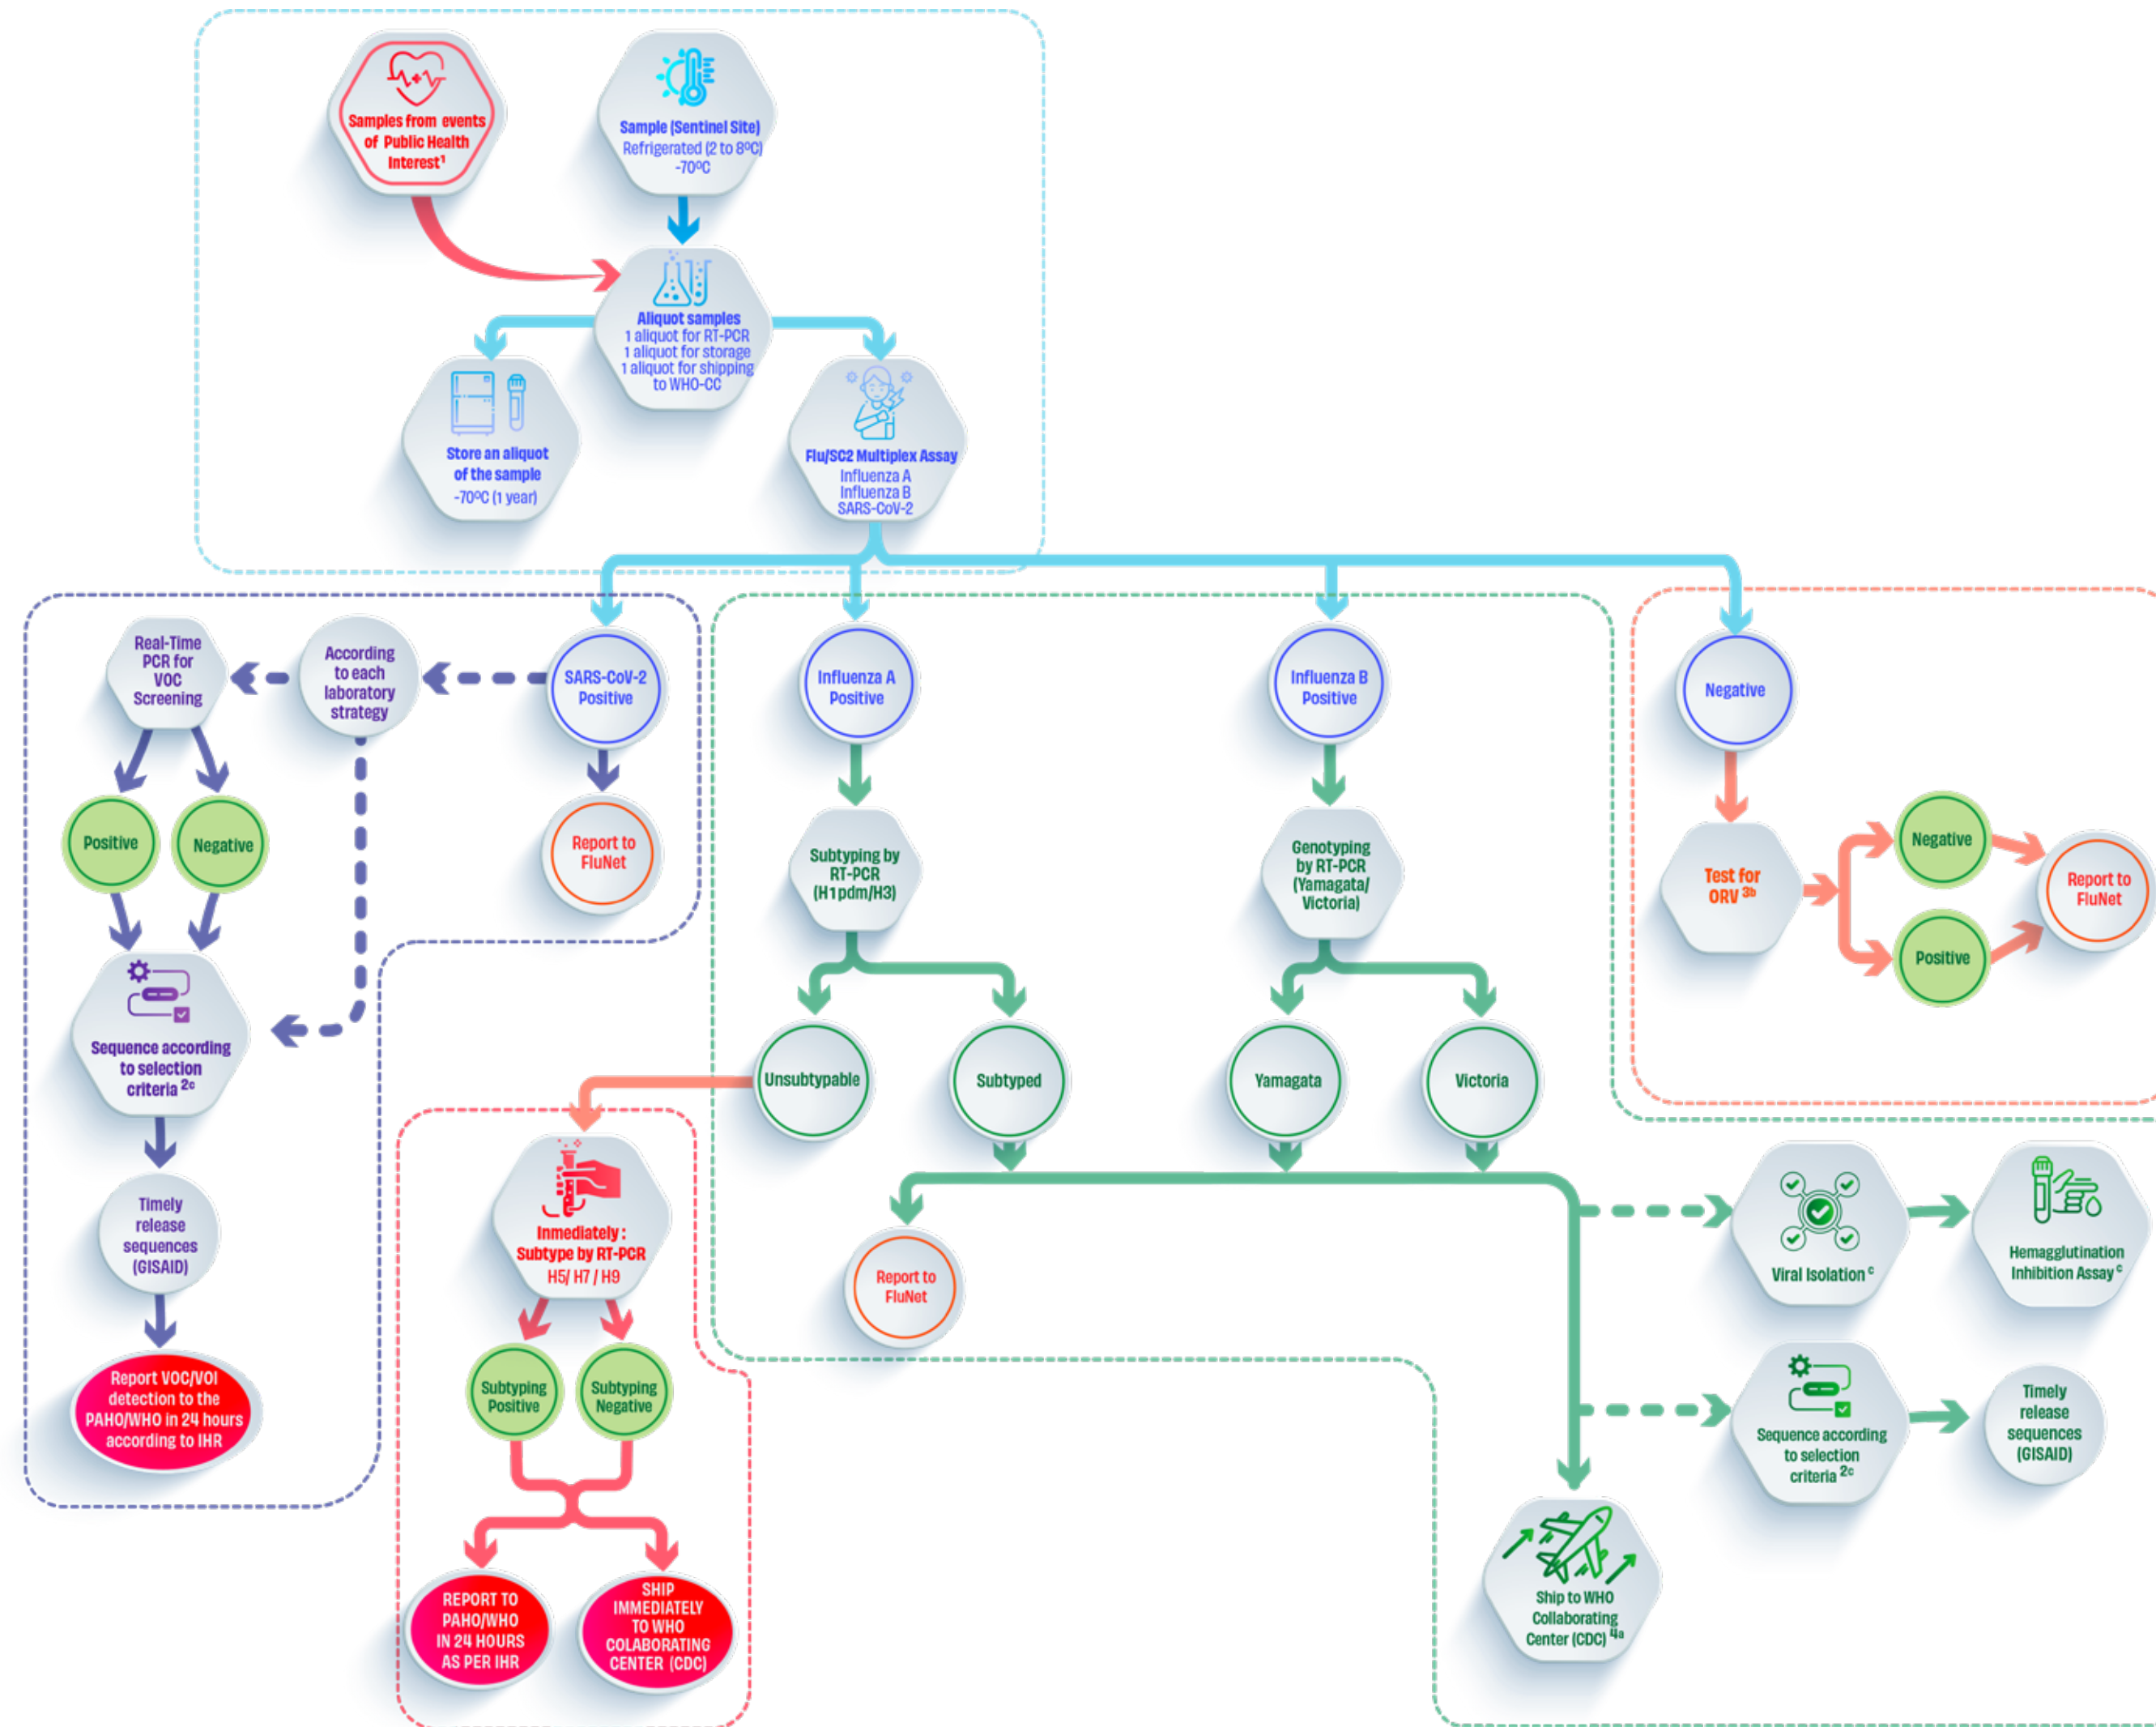 Samples from events
of Public Health
Interest¹
Sample (Sentinel Site)
Refrigerated (2 to 8ºC)
-70ºC
Aliquot samples
1 aliquot for RT-PCR
1 aliquot for storage
1 aliquot for shipping
to WHO-CC
Store an aliquot
of the sample
-70ºC (1 year)
Flu/SC2 Multiplex Assay
Influenza A
Influenza B
SARS-CoV-2
Real-Time
PCR for
VOC
Screening
According
to each
laboratory
strategy
SARS-CoV-2
Positive
Report to
FluNet
Positive
Negative
Sequence according
to selection
criteria 2c
Timely
release
sequences
(GISAID)
Report VOC/VOI
detection to the
PAHO/WHO in 24 hours
according to IHR
Influenza A
Positive
Subtyping by
RT-PCR
(H1pdm/H3)
Unsubtypable
Subtyped
Influenza B
Positive
Genotyping
by RT-PCR
(Yamagata/
Victoria)
Yamagata
Victoria
Report to
FluNet
Negative
Test for
ORV 3b
Negative
Positive
Report to
FluNet
Inmediately :
Subtype by RT-PCR
H5/ H7 / H9
Subtyping
Positive
Subtyping
Negative
REPORT TO
PAHO/WHO
IN 24 HOURS
AS PER IHR
SHIP
IMMEDIATELY
TO WHO
COLABORATING
CENTER (CDC)
Viral Isolation c
Hemagglutination
Inhibition Assay c
Sequence according
to selection
criteria 2c
Timely
release
sequences
(GISAID)
Ship to WHO
Collaborating
Center (CDC) 4a